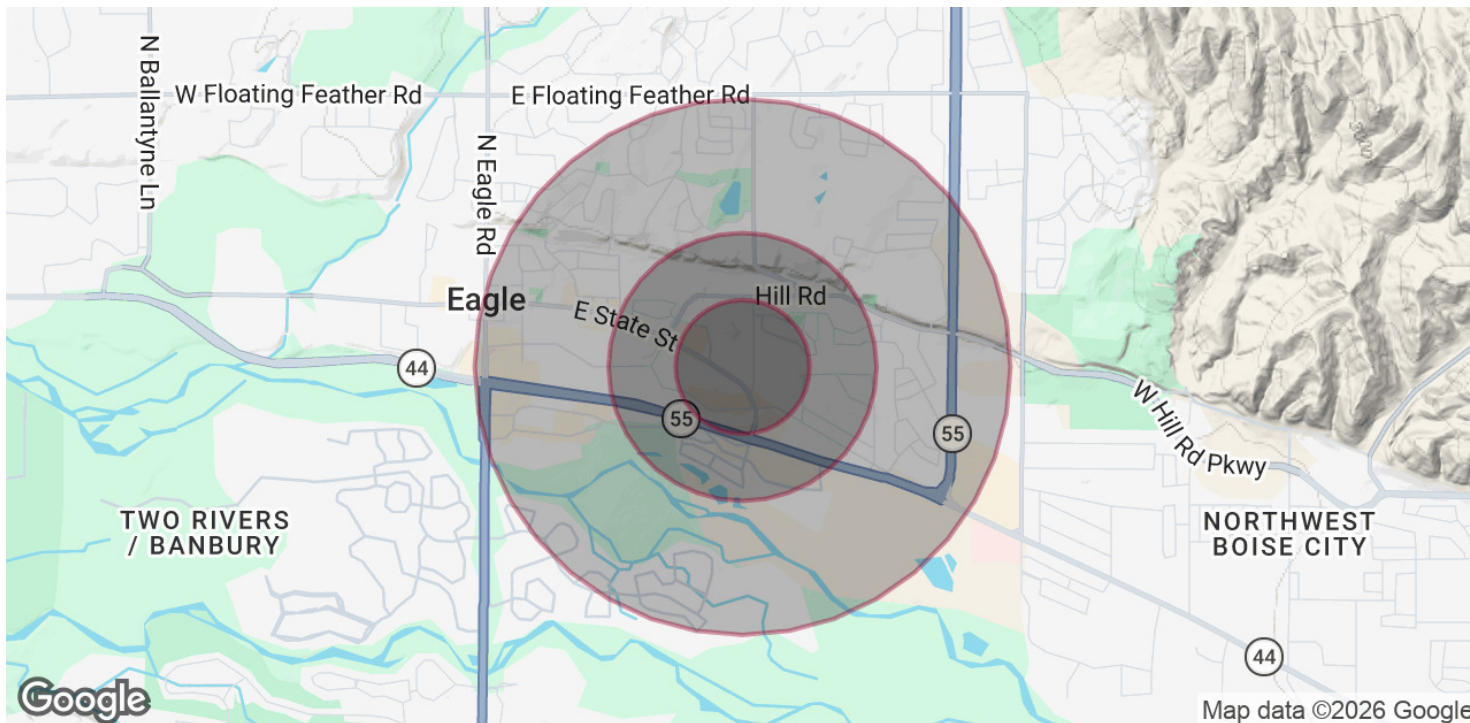 N Ballantyne Ln
W Floating Feather Rd
E Floating Feather Rd
N Eagle Rd
Eagle
Hill Rd
E State St
44
55
55
W Hill Rd Pkwy
TWO RIVERS
/ BANBURY
NORTHWEST
BOISE CITY
44
Google
Map data ©2026 Google